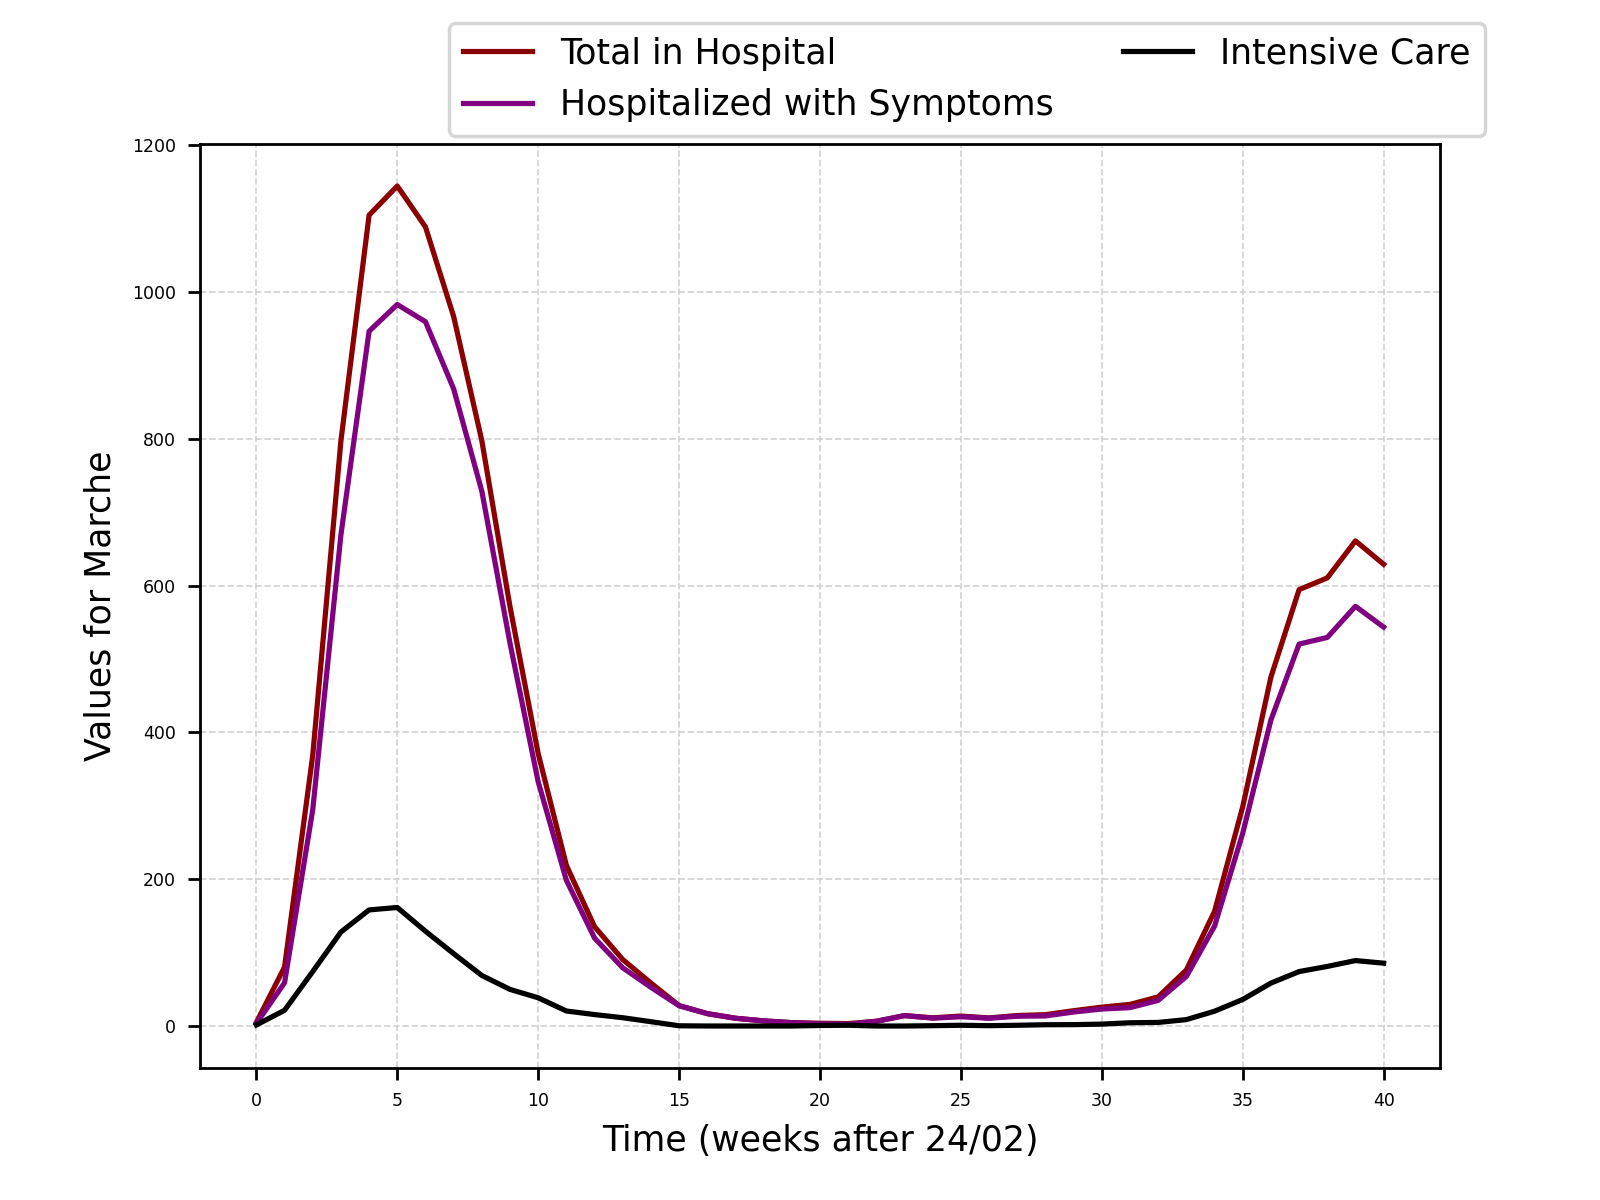 Total in Hospital
Hospitalized with Symptoms
Intensive Care
1200
1000
800
600
400
200
0
Values for Marche
0 5 10 15 20 25 30 35 40
Time (weeks after 24/02)